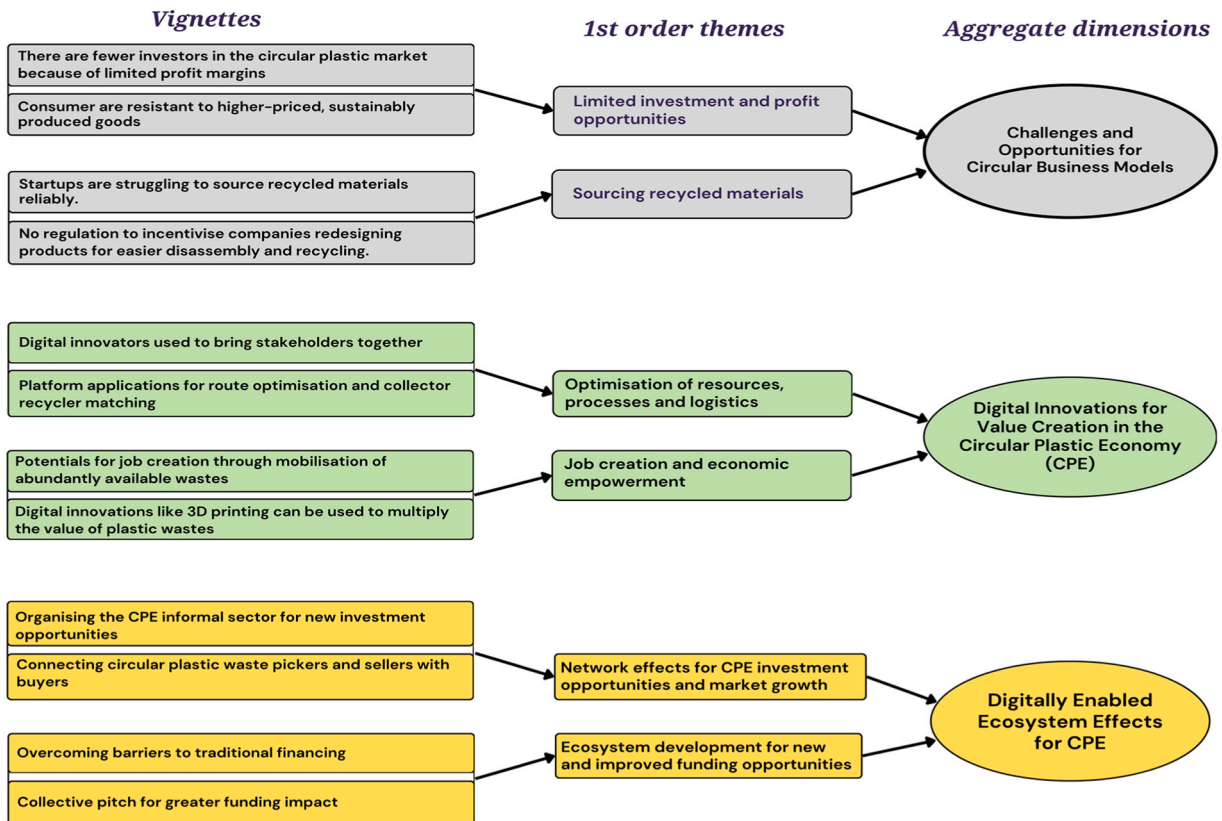 Vignettes
1st order themes
Aggregate dimensions
There are fewer investors in the circular plastic market
because of limited profit margins
Consumer are resistant to higher-priced, sustainably
produced goods
Limited investment and profit
opportunities
Startups are struggling to source recycled materials
reliably.
No regulation to incentivise companies redesigning
products for easier disassembly and recycling.
Sourcing recycled materials
Challenges and
Opportunities for
Circular Business Models
Digital innovators used to bring stakeholders together
Platform applications for route optimisation and collector
recycler matching
Optimisation of resources,
processes and logistics
Potentials for job creation through mobilisation of
abundantly available wastes
Digital innovations like 3D printing can be used to multiply
the value of plastic wastes
Job creation and economic
empowerment
Digital Innovations for
Value Creation in the
Circular Plastic Economy
(CPE)
Organising the CPE informal sector for new investment
opportunities
Connecting circular plastic waste pickers and sellers with
buyers
Network effects for CPE investment
opportunities and market growth
Overcoming barriers to traditional financing
Collective pitch for greater funding impact
Ecosystem development for new
and improved funding opportunities
Digitally Enabled
Ecosystem Effects
for CPE